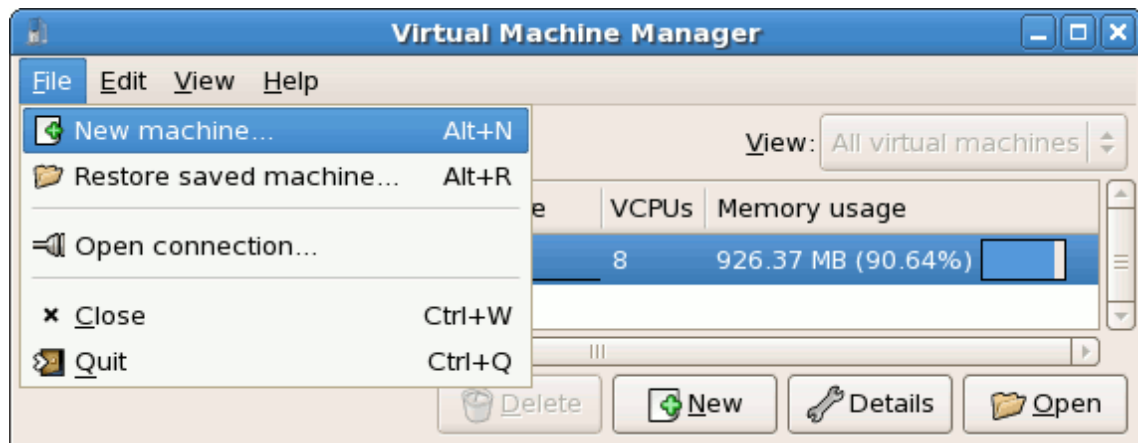 Virtual Machine Manager
File Edit View Help
New machine... Alt+N
Restore saved machine... Alt+R
Open connection...
Close Ctrl+W
Quit Ctrl+Q
View: All virtual machines
e VCPUs Memory usage
8 926.37 MB (90.64%)
Delete New Details Open